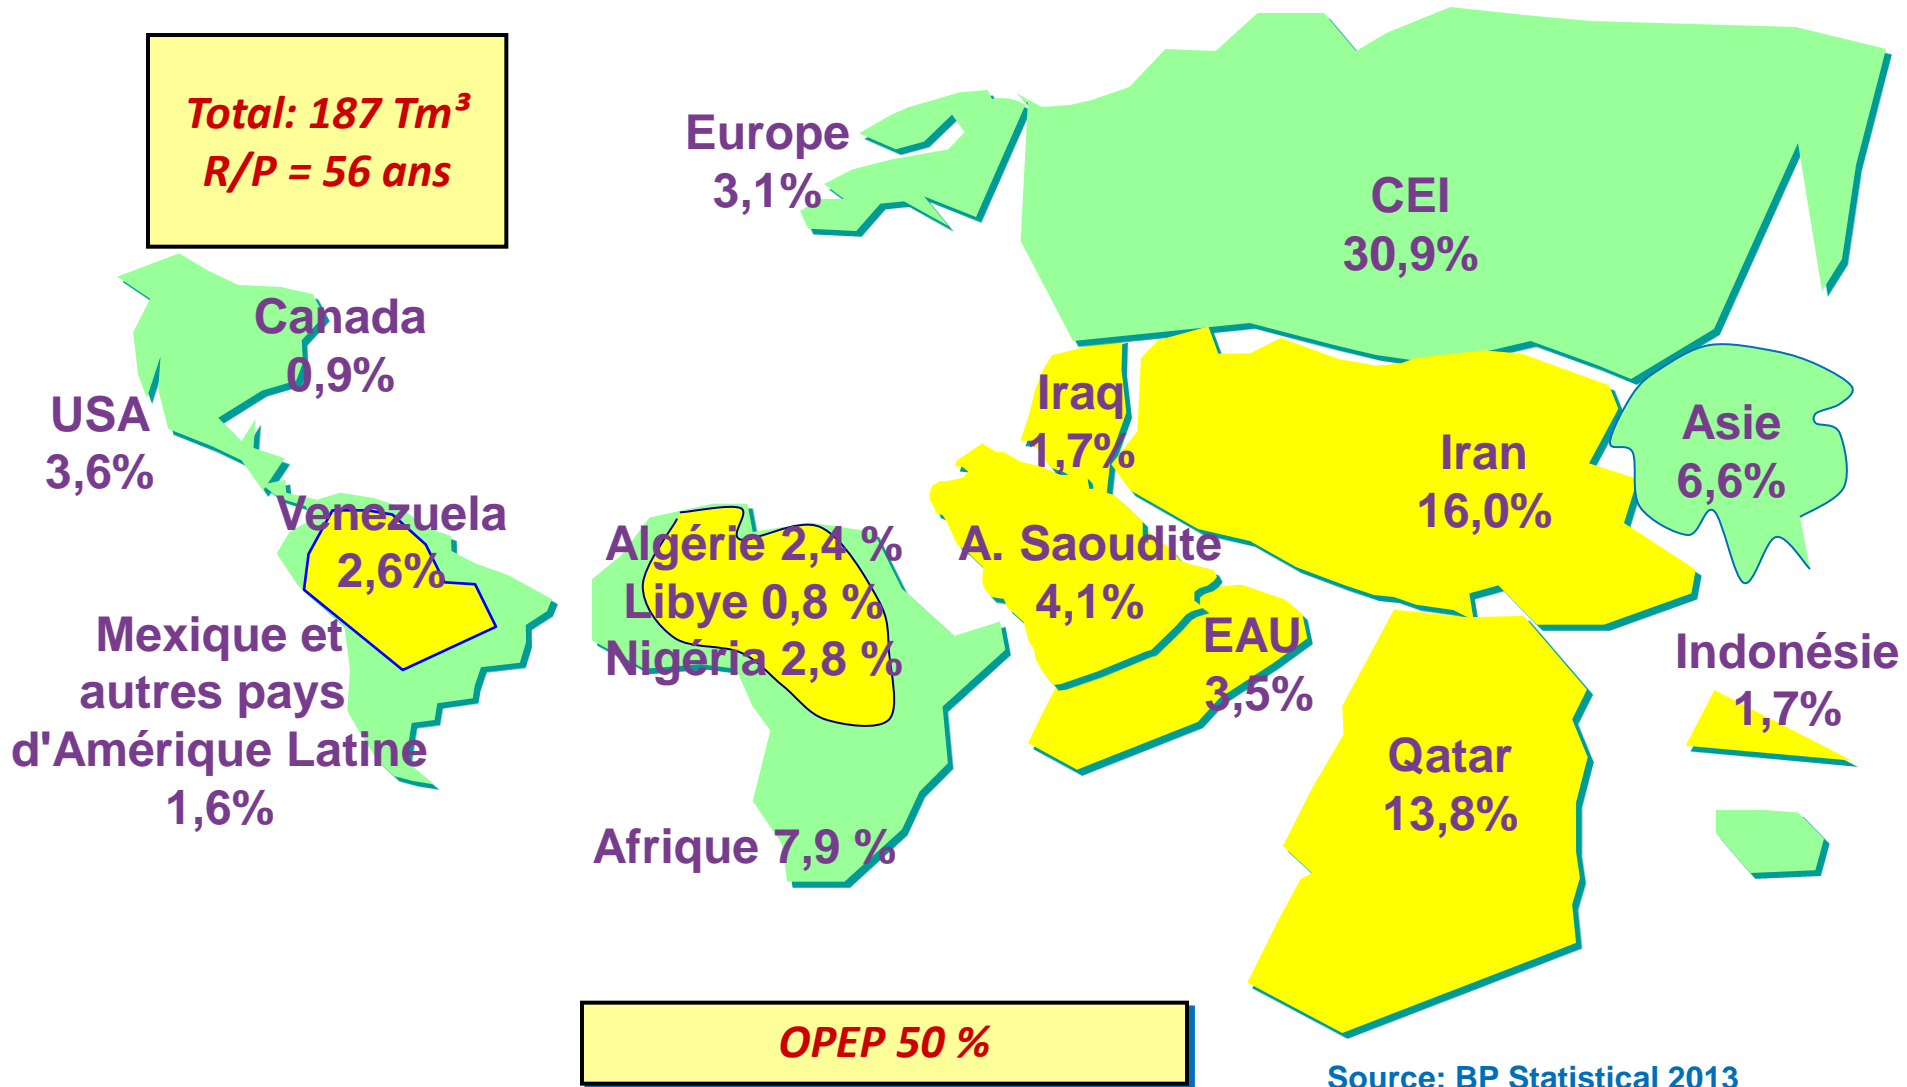 Total: 187 Tm³
R/P = 56 ans
Europe
3,1%
CEI
30,9%
Canada
0,9%
USA
3,6%
Iraq
1,7%
Iran
16,0%
Asie
6,6%
Venezuela
2,6%
Algérie 2,4 %
Libye 0,8 %
Nigéria 2,8 %
A. Saoudite
4,1%
EAU
3,5%
Mexique et
autres pays
d'Amérique Latine
1,6%
Indonésie
1,7%
Qatar
13,8%
Afrique 7,9 %
OPEP 50 %
Source: BP Statistical 2013